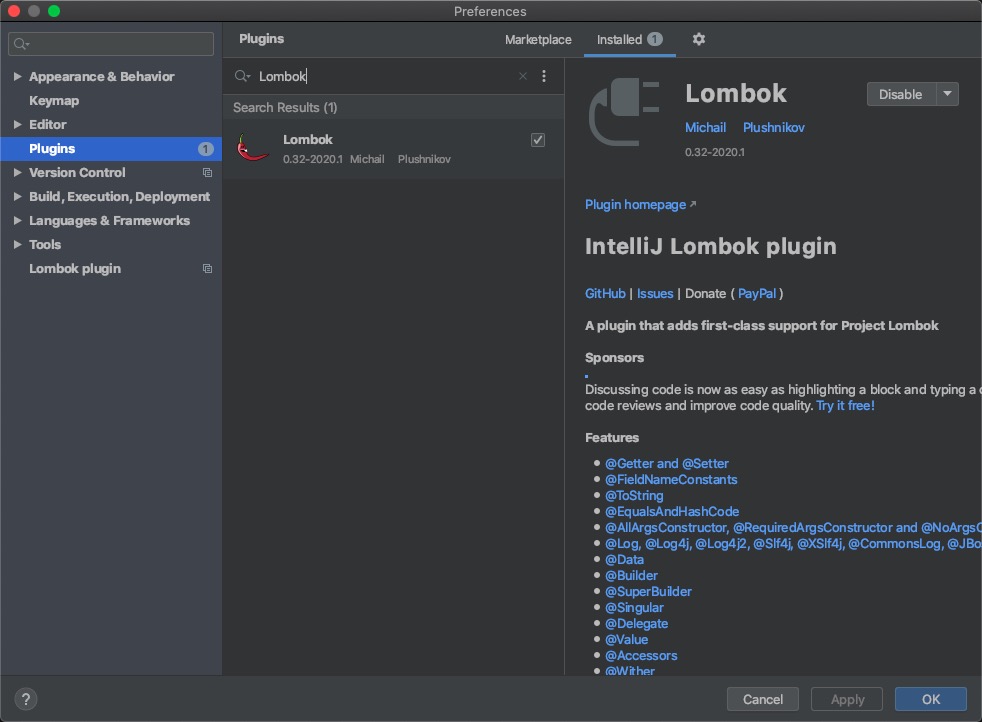 Preferences
Appearance & Behavior
Keymap
Editor
Plugins 1
Version Control
Build, Execution, Deployment
Languages & Frameworks
Tools
Lombok plugin
Plugins
Marketplace
Installed 1
Lombok
Search Results (1)
Lombok
0.32-2020.1 Michail Plushnikov
Lombok
Disable
Michail Plushnikov
0.32-2020.1
Plugin homepage
IntelliJ Lombok plugin
GitHub | Issues | Donate ( PayPal )
A plugin that adds first-class support for Project Lombok
Sponsors
Discussing code is now as easy as highlighting a block and typing a
code reviews and improve code quality. Try it free!
Features
@Getter and @Setter
@FieldNameConstants
@ToString
@EqualsAndHashCode
@AllArgsConstructor, @RequiredArgsConstructor and @NoArgsC
@Log, @Log4j, @Log4j2, @Slf4j, @XSlf4j, @CommonsLog, @JBo
@Data
@Builder
@SuperBuilder
@Singular
@Delegate
@Value
@Accessors
@Wither
?
Cancel
Apply
OK